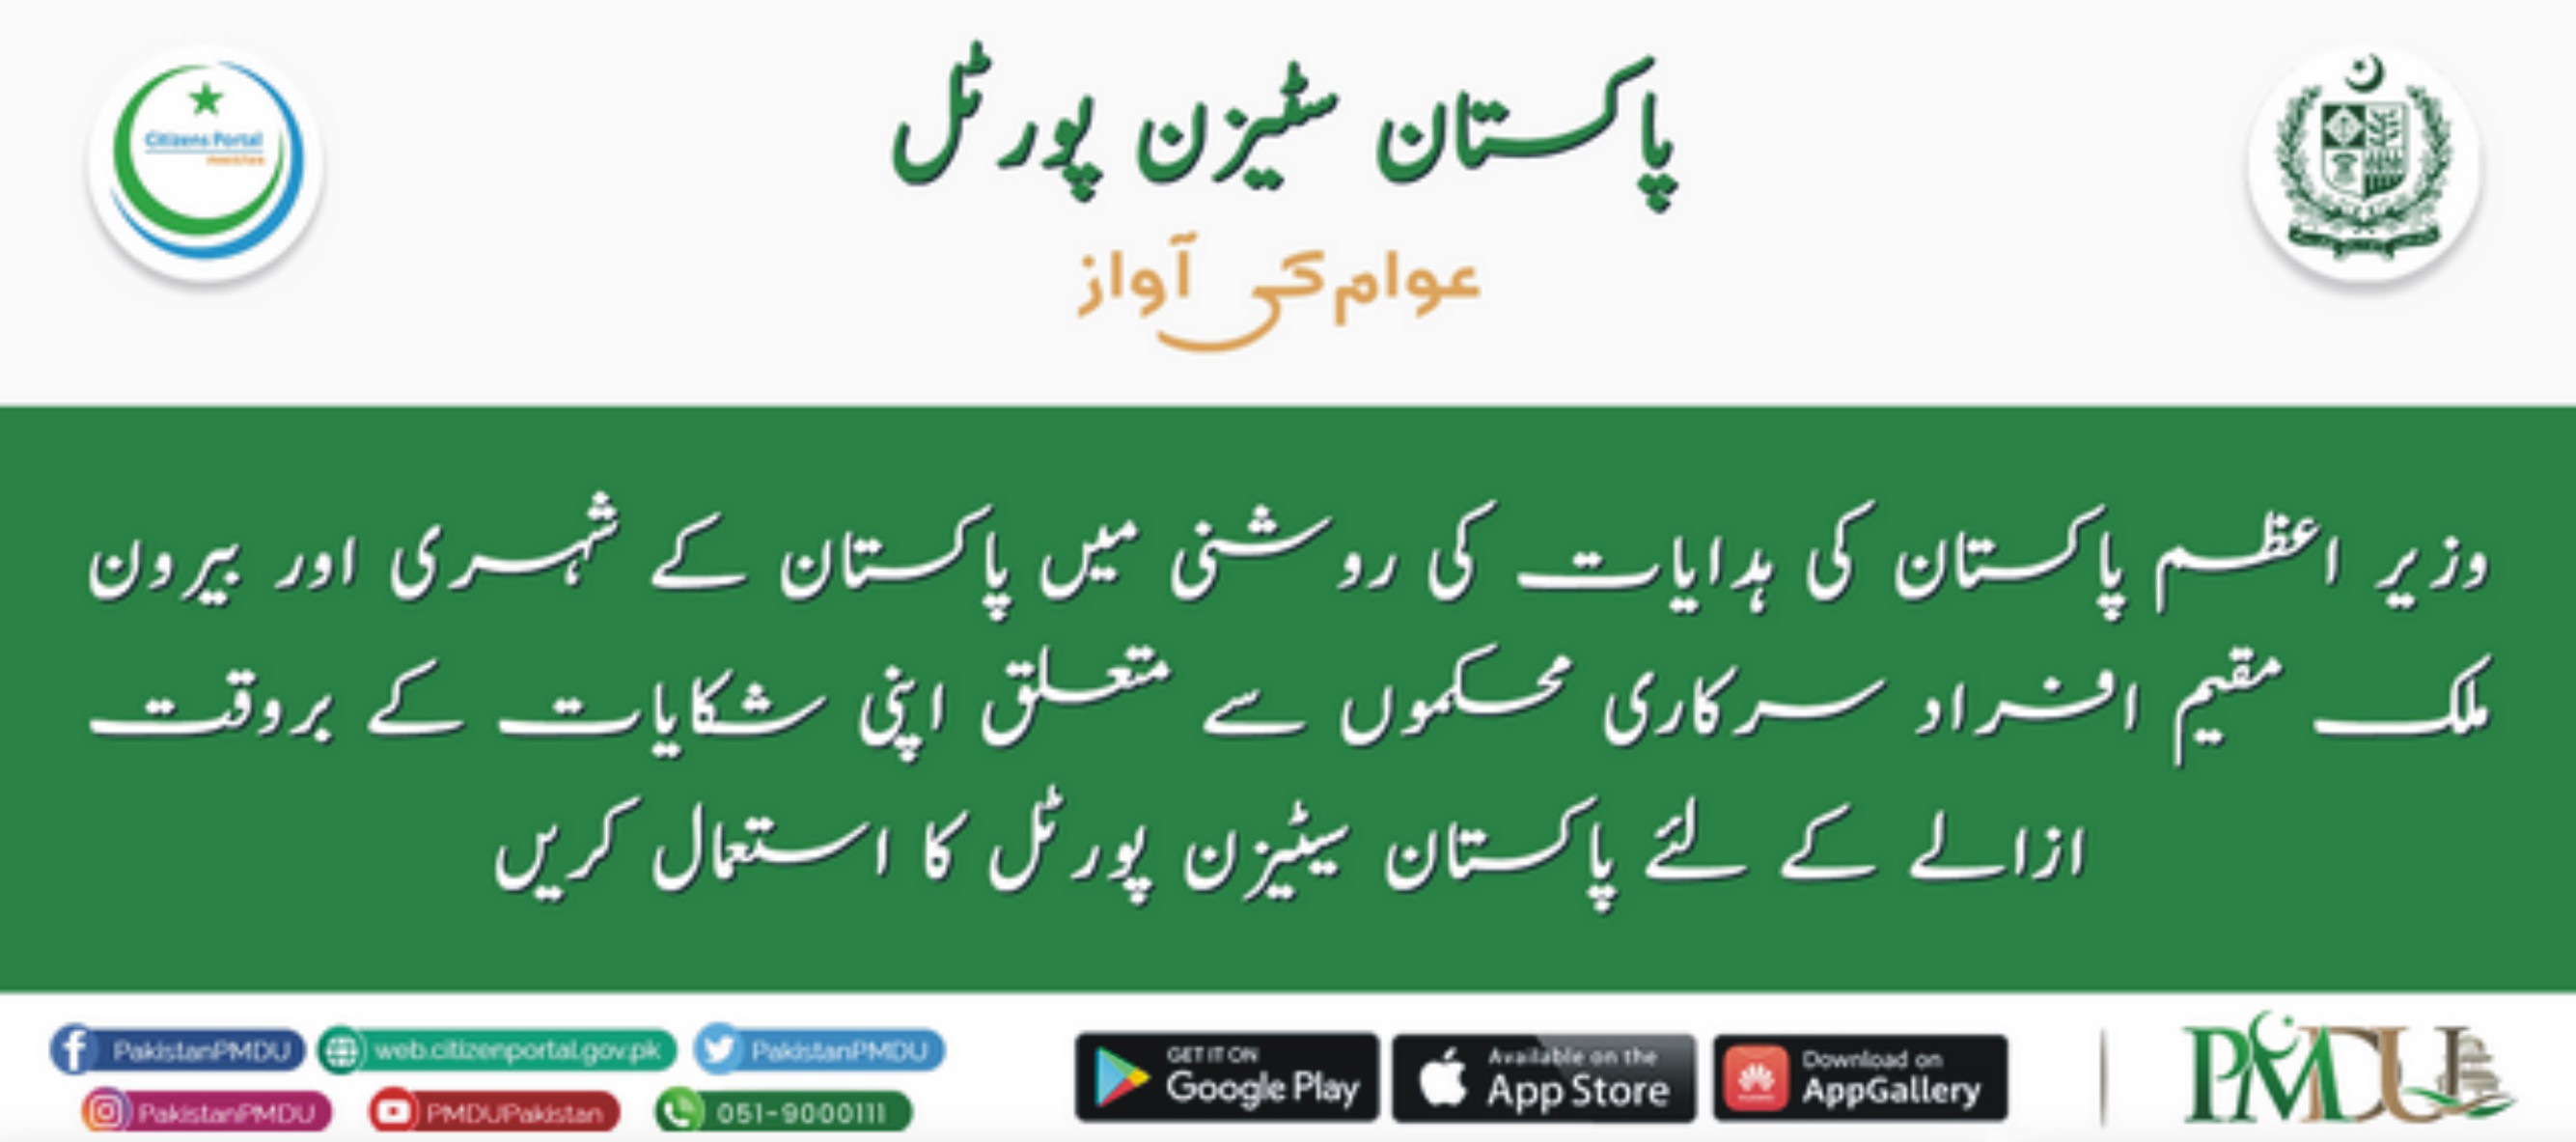 پاکستان سٹیزن پورٹل
عوام کی آواز
Citizens Portal
وزیر اعظم پاکستان کی ہدایات کی روشنی میں پاکستان کے شہری اور بیرون
ملک مقیم افراد سرکاری محکموں سے متعلق اپنی شکایات کے بروقت
ازالے کے لئے پاکستان سیٹیزن پورٹل کا استعمال کریں
PakistanPMDU
web.citizenportal.gov.pk
PakistanPMDU
PakistanPMDU
PMDUPakistan
051-9000111
GET IT ON
Google Play
Available on the
App Store
Download on
AppGallery
PMDU